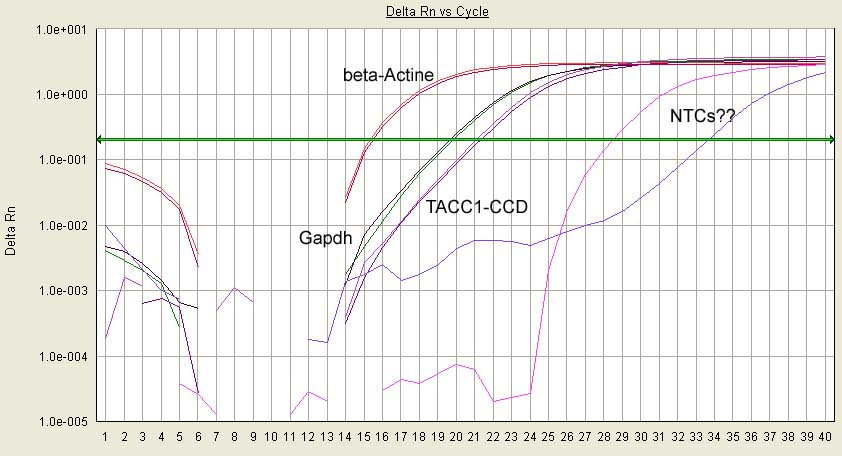 Delta Rn vs Cycle
1.0e+001
beta-Actine
1.0e+000
NTCs??
1.0e-001
TACC1-CCD
1.0e-002
Gapdh
Delta Rn
1.0e-003
1.0e-004
1.0e-005
1 2 3 4 5 6 7 8 9 10 11 12 13 14 15 16 17 18 19 20 21 22 23 24 25 26 27 28 29 30 31 32 33 34 35 36 37 38 39 40